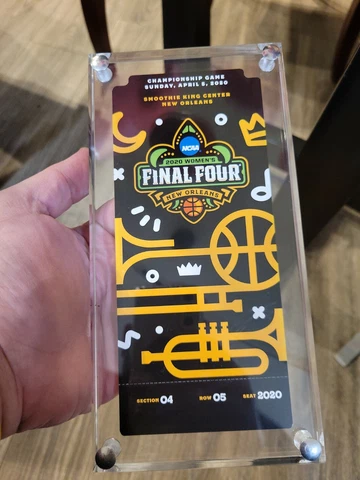 CHAMPIONSHIP GAME
SUNDAY, APRIL 5, 2020
SMOOTHIE KING CENTER
NEW ORLEANS
NCAA
2020 WOMEN'S
FINAL FOUR
NEW ORLEANS
SECTION 04 ROW 05 SEAT 2020